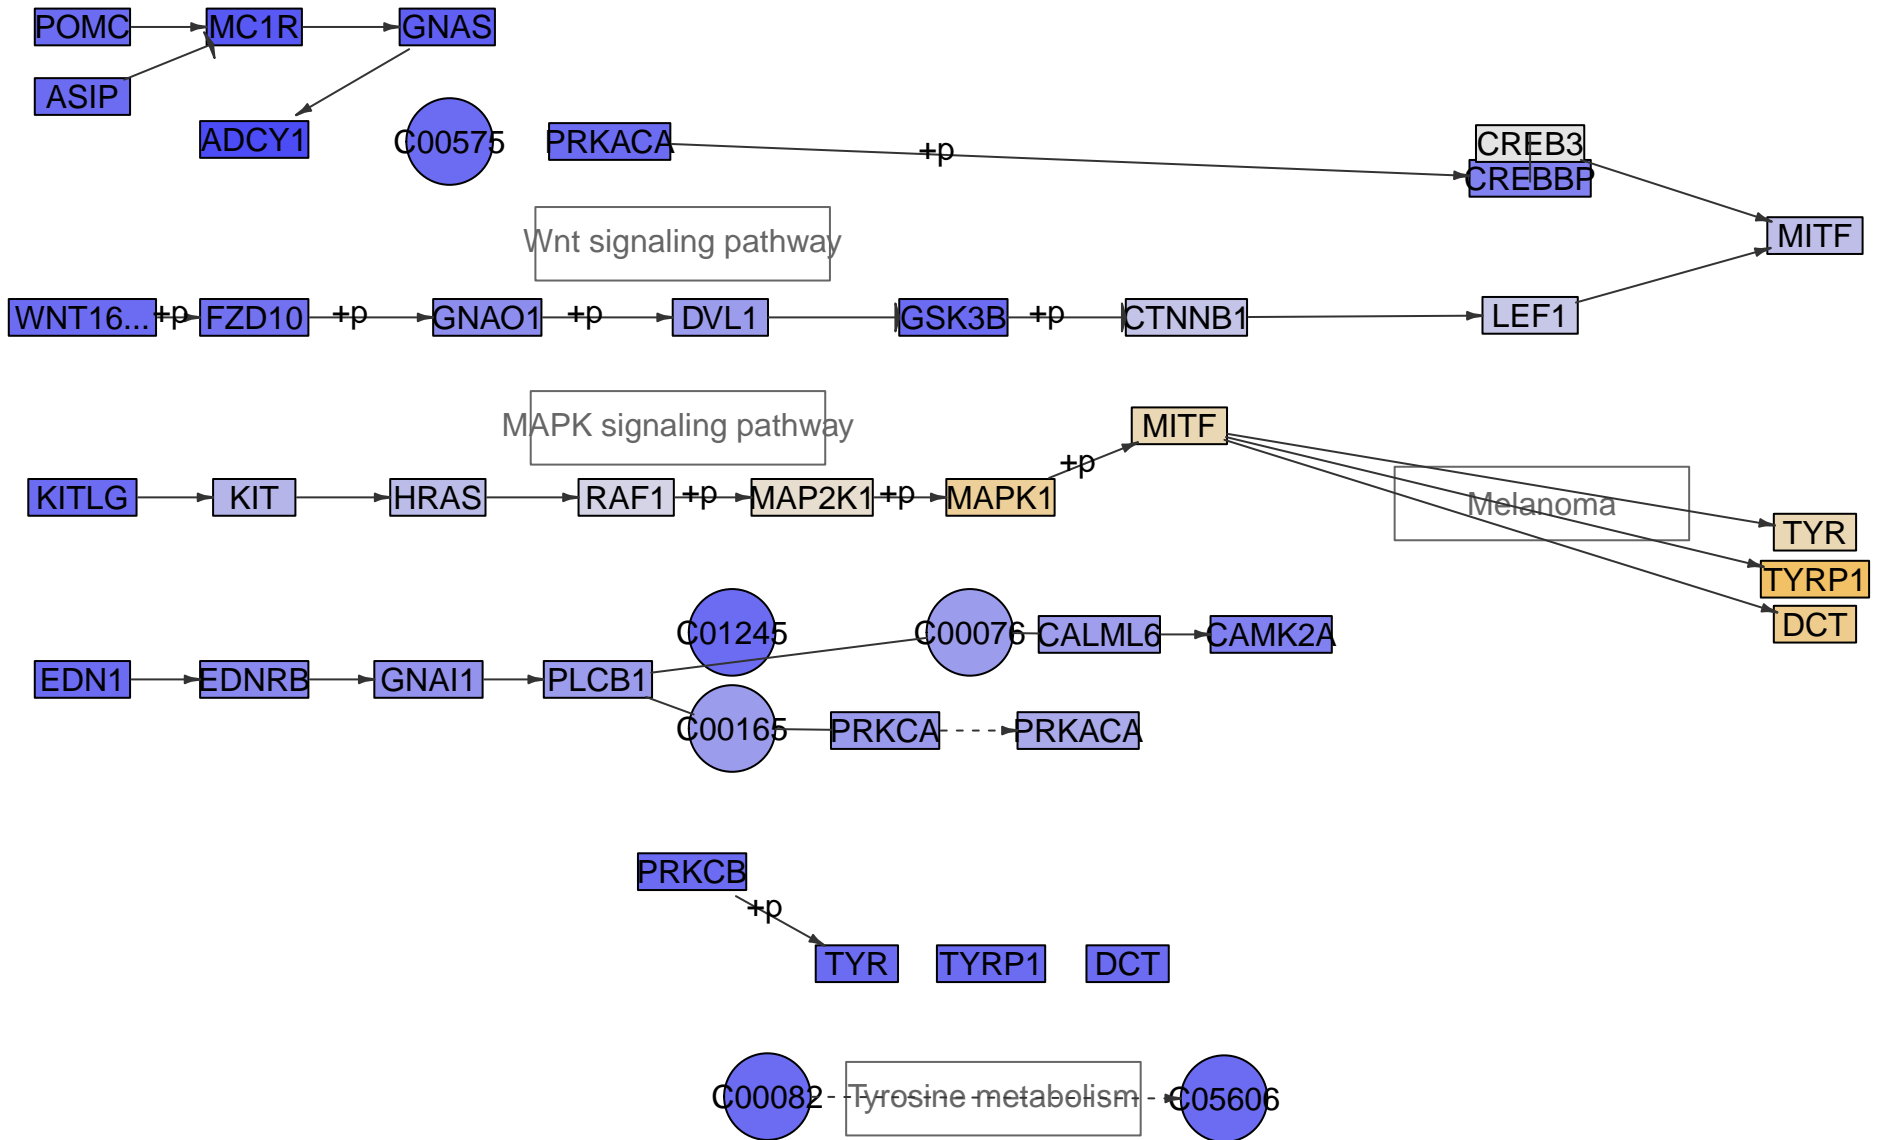 POMC
MC1R
GNAS
ASIP
ADCY1
C00575
PRKACA
+p
CREB3
CREBBP
Wnt signaling pathway
MITF
WNT16...
+p
FZD10
+p
GNAO1
+p
DVL1
GSK3B
+p
CTNNB1
LEF1
MAPK signaling pathway
MITF
+p
KITLG
KIT
HRAS
RAF1
+p
MAP2K1
+p
MAPK1
Melanoma
TYR
TYRP1
DCT
C01245
C00076
CALML6
CAMK2A
EDN1
EDNRB
GNAI1
PLCB1
C00165
PRKCA
PRKACA
PRKCB
+p
TYR
TYRP1
DCT
C00082
Tyrosine metabolism
C05606